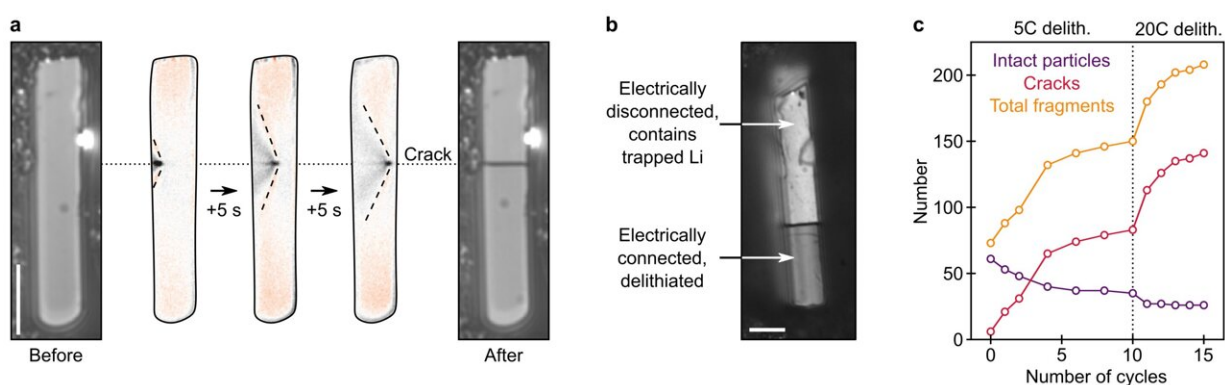 a
Before
+5 s
+5 s
Crack
After
b
Electrically
disconnected,
contains
trapped Li
Electrically
connected,
delithiated
c
5C delith.
20C delith.
Intact particles
Cracks
Total fragments
200
150
100
50
0
Number
0
5
10
15
Number of cycles